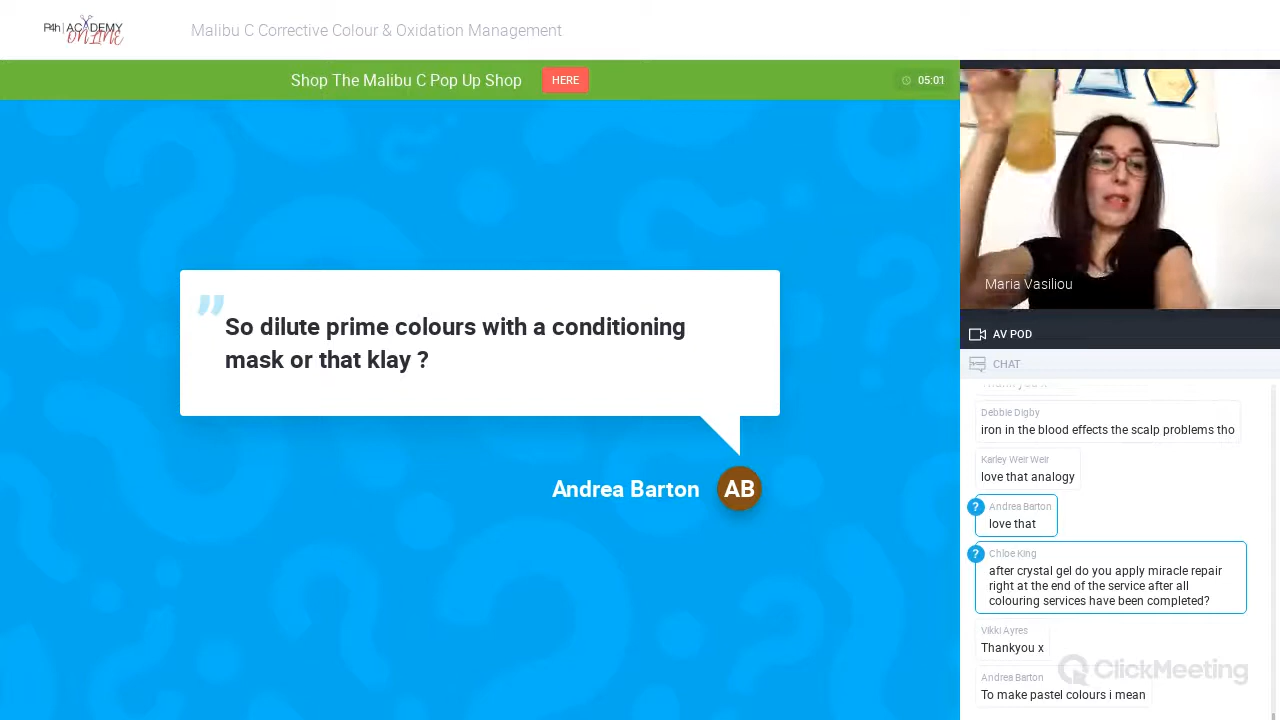 P4h | ACADEMY
ONLINE
Malibu C Corrective Colour & Oxidation Management
Shop The Malibu C Pop Up Shop
HERE
05:01
So dilute prime colours with a conditioning
mask or that klay ?
Andrea Barton
AB
Maria Vasiliou
AV POD
CHAT
Thank you x
Debbie Digby
iron in the blood effects the scalp problems tho
Karley Weir Weir
love that analogy
?
Andrea Barton
love that
?
Chloe King
after crystal gel do you apply miracle repair
right at the end of the service after all
colouring services have been completed?
Vikki Ayres
Thankyou x
Andrea Barton
To make pastel colours i mean
ClickMeeting